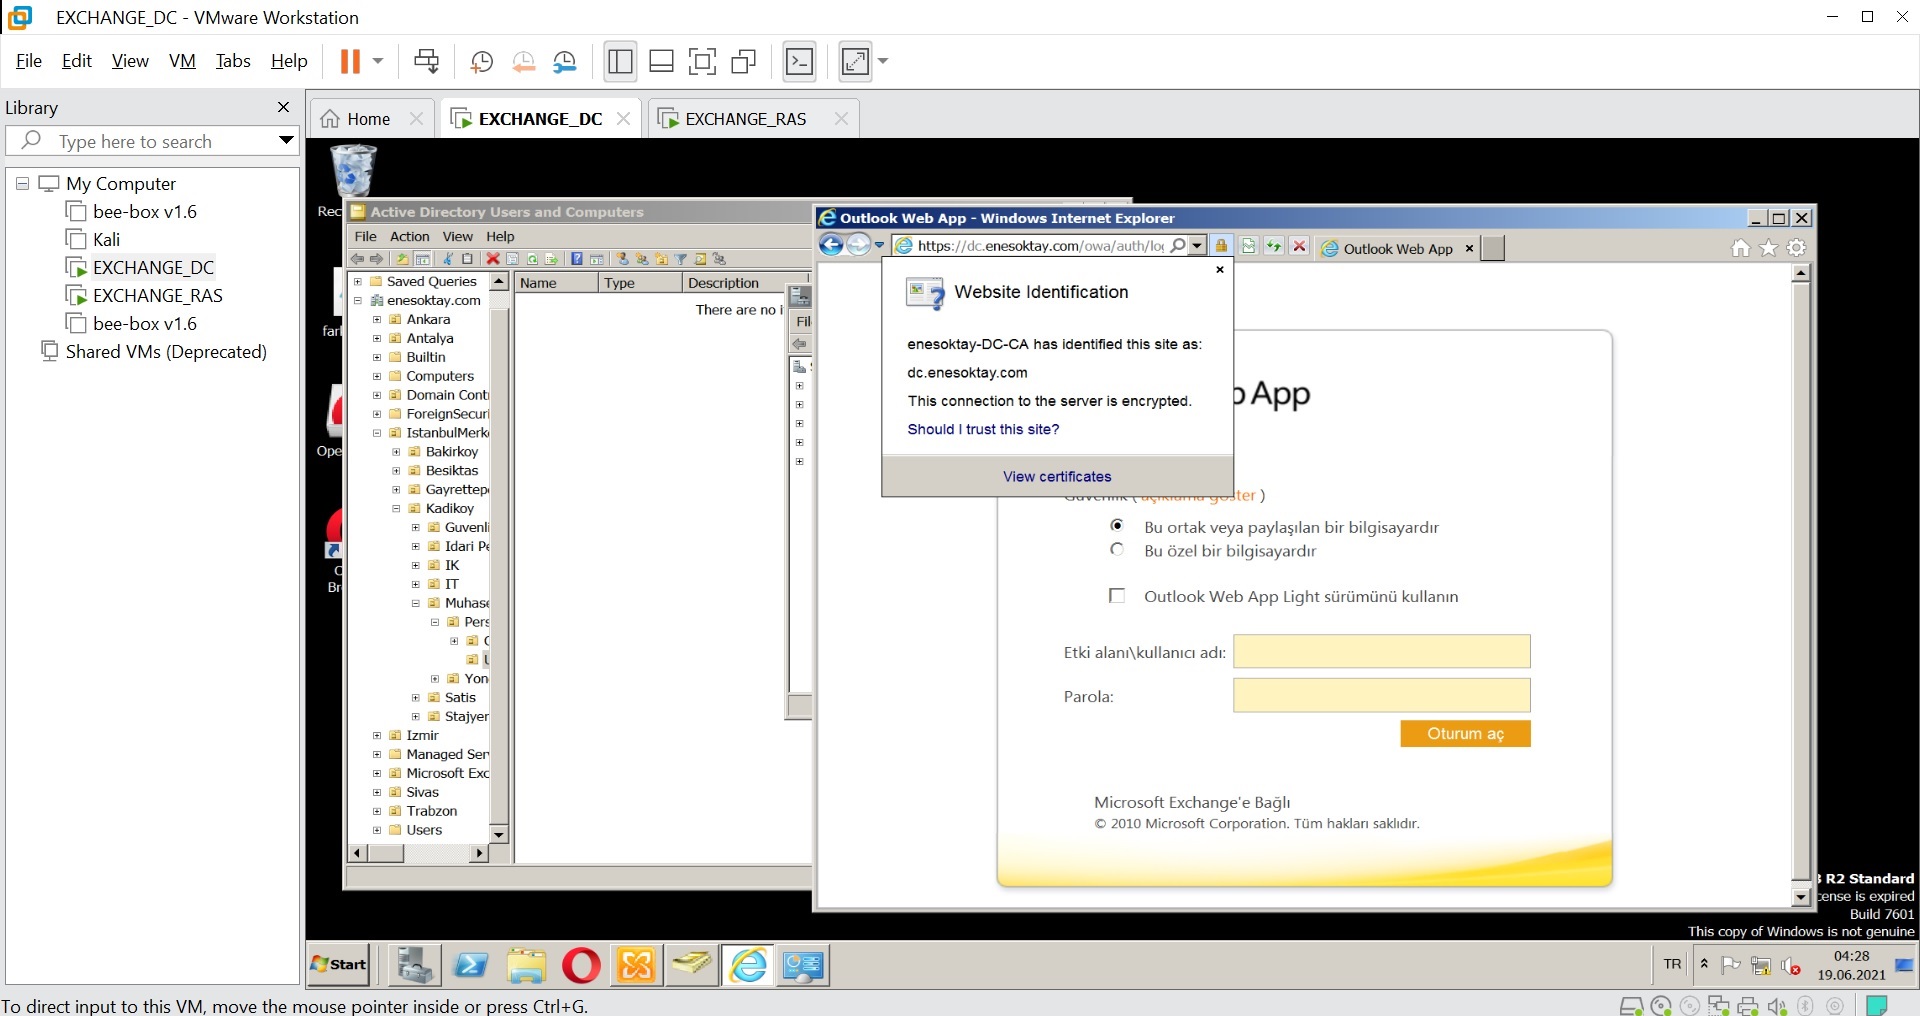 EXCHANGE_DC - VMware Workstation
File Edit View VM Tabs Help
Library
Type here to search
My Computer
bee-box v1.6
Kali
EXCHANGE_DC
EXCHANGE_RAS
bee-box v1.6
Shared VMs (Deprecated)
Home
EXCHANGE_DC
EXCHANGE_RAS
Active Directory Users and Computers
File Action View Help
Saved Queries
enesoktay.com
Ankara
Antalya
Builtin
Computers
Domain Cont
ForeignSecuri
IstanbulMerk
Bakirkoy
Besiktas
Gayrettep
Kadikoy
Guvenli
Idari Pe
IK
IT
Muhase
Pers
Yon
Satis
Stajyer
Izmir
Managed Ser
Microsoft Exc
Sivas
Trabzon
Users
Name Type Description
There are no i
Outlook Web App - Windows Internet Explorer
https://dc.enesoktay.com/owa/auth/lo
Outlook Web App
Website Identification
enesoktay-DC-CA has identified this site as:
dc.enesoktay.com
This connection to the server is encrypted.
Should I trust this site?
View certificates
App
Güvenlik ( açıklama göster )
Bu ortak veya paylaşılan bir bilgisayardır
Bu özel bir bilgisayardır
Outlook Web App Light sürümünü kullanın
Etki alanı\kullanıcı adı:
Parola:
Oturum aç
Microsoft Exchange'e Bağlı
© 2010 Microsoft Corporation. Tüm hakları saklıdır.
R2 Standard
cense is expired
Build 7601
This copy of Windows is not genuine
Start
TR
04:28
19.06.2021
To direct input to this VM, move the mouse pointer inside or press Ctrl+G.